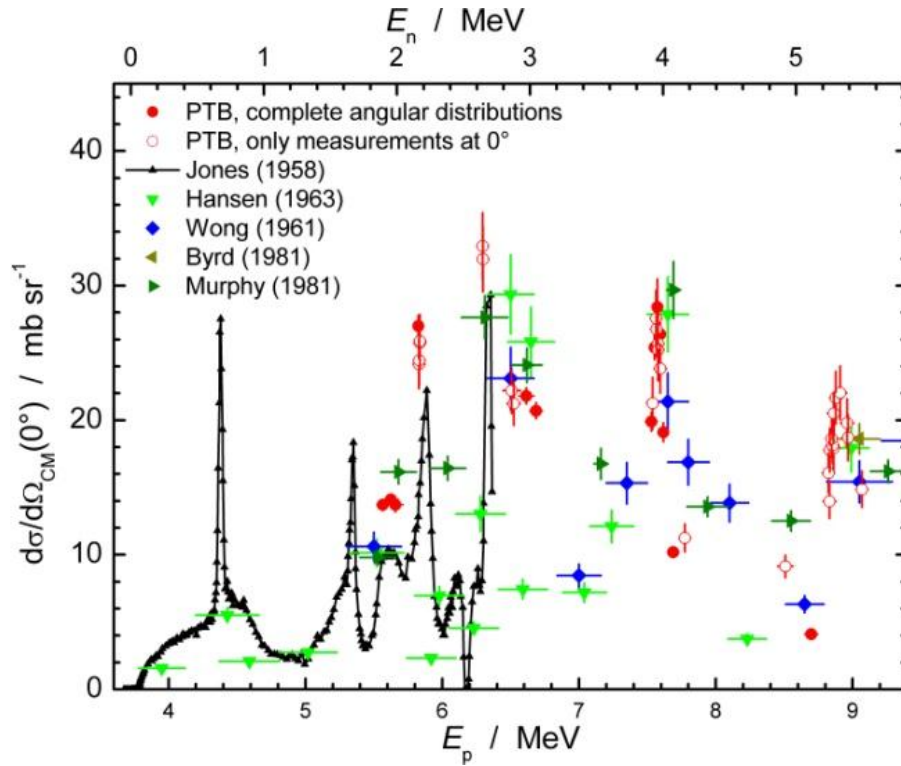 Eₙ / MeV
0 1 2 3 4 5
PTB, complete angular distributions
PTB, only measurements at 0°
Jones (1958)
Hansen (1963)
Wong (1961)
Byrd (1981)
Murphy (1981)
dσ/dΩ_CM(0°) / mb sr⁻¹
40
30
20
10
0
4 5 6 7 8 9
Eₚ / MeV